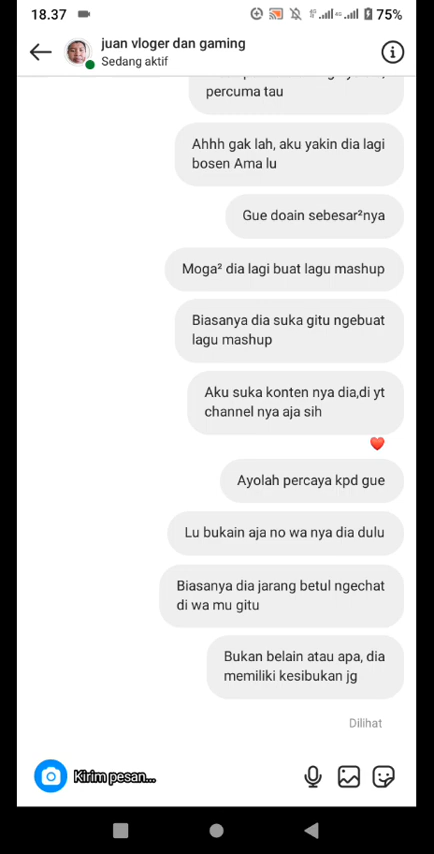 18.37
75%
juan vloger dan gaming
Sedang aktif
percuma tau
Ahhh gak lah, aku yakin dia lagi
bosen Ama lu
Gue doain sebesar²nya
Moga² dia lagi buat lagu mashup
Biasanya dia suka gitu ngebuat
lagu mashup
Aku suka konten nya dia,di yt
channel nya aja sih
Ayolah percaya kpd gue
Lu bukain aja no wa nya dia dulu
Biasanya dia jarang betul ngechat
di wa mu gitu
Bukan belain atau apa, dia
memiliki kesibukan jg
Dilihat
Kirim pesan...